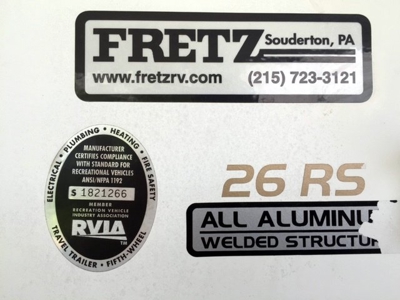 FRETZ Souderton, PA
www.fretzrv.com (215) 723-3121
ELECTRICAL • PLUMBING • HEATING • FIRE SAFETY
MANUFACTURER
CERTIFIES COMPLIANCE
WITH STANDARD FOR
RECREATIONAL VEHICLES
ANSI/NFPA 1192
S 1821266
MEMBER
RECREATION VEHICLE
INDUSTRY ASSOCIATION
RVIA TM
TRAVEL TRAILER • FIFTH-WHEEL
26 RS
ALL ALUMINU
WELDED STRUCTUR